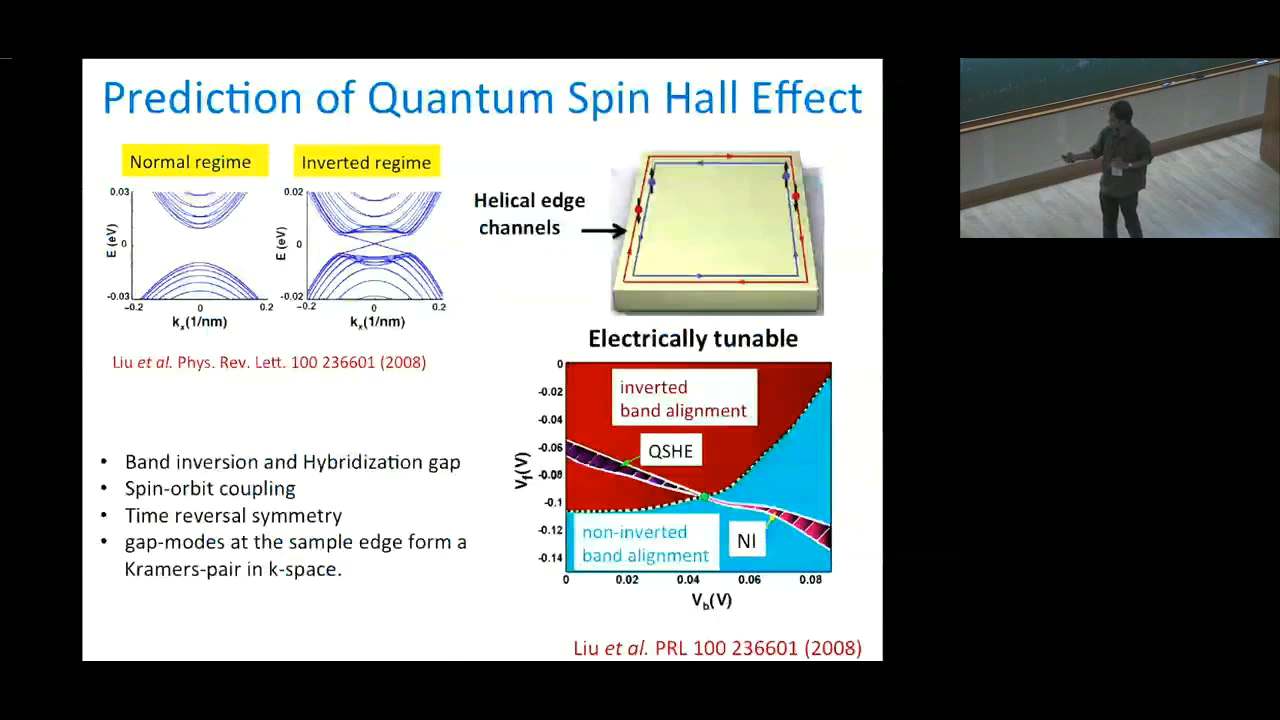 Prediction of Quantum Spin Hall Effect
Normal regime
Inverted regime
0.03
0
-0.03
E (eV)
-0.2
0
0.2
kx(1/nm)
0.02
0
-0.02
E (eV)
-0.2
0
0.2
kx(1/nm)
Liu et al. Phys. Rev. Lett. 100 236601 (2008)
Helical edge
channels
Electrically tunable
0
-0.02
-0.04
-0.06
-0.08
-0.1
-0.12
-0.14
Vf(V)
inverted
band alignment
QSHE
non-inverted
band alignment
NI
0
0.02
0.04
0.06
0.08
Vb(V)
• Band inversion and Hybridization gap
• Spin-orbit coupling
• Time reversal symmetry
• gap-modes at the sample edge form a
Kramers-pair in k-space.
Liu et al. PRL 100 236601 (2008)